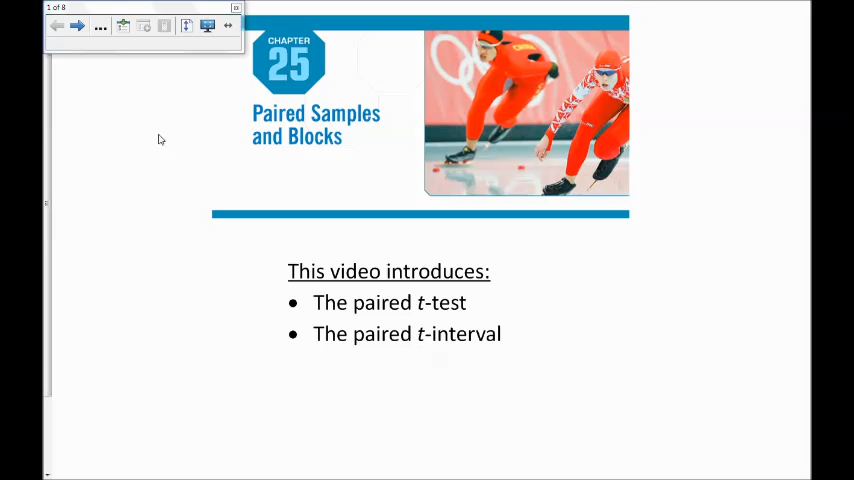 1 of 8
CHAPTER
25
Paired Samples
and Blocks
This video introduces:
• The paired t-test
• The paired t-interval